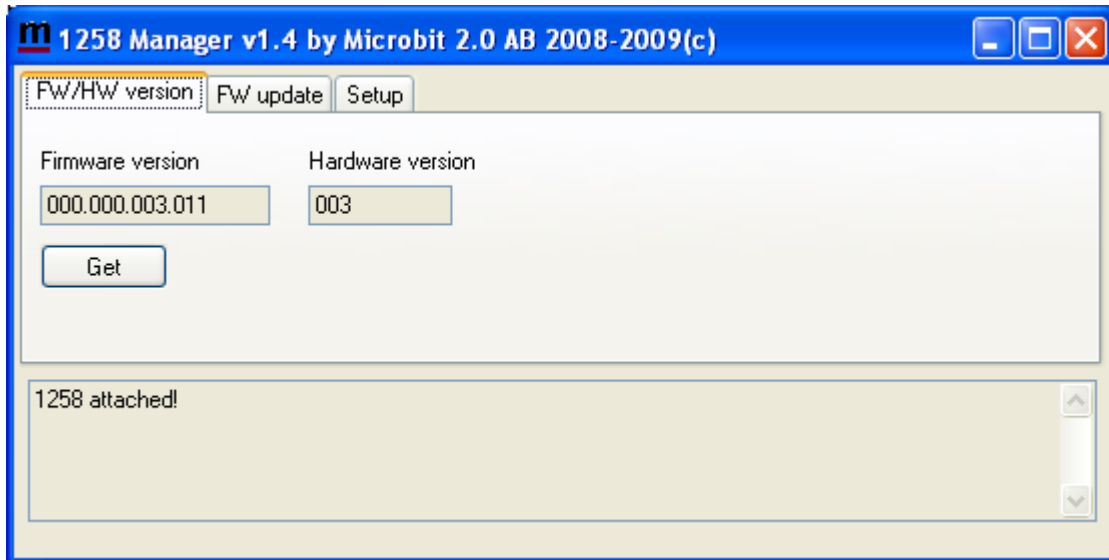 m 1258 Manager v1.4 by Microbit 2.0 AB 2008-2009(c)
FW/HW version FW update Setup
Firmware version Hardware version
000.000.003.011 003
Get
1258 attached!